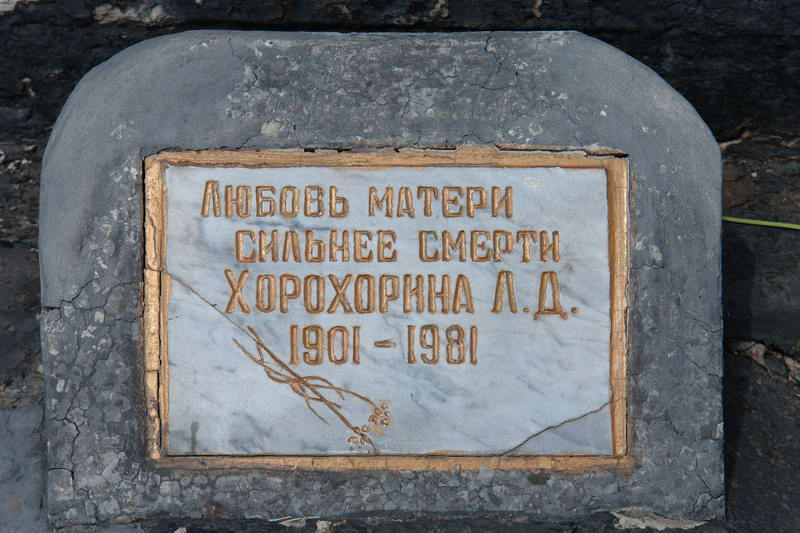 Любовь матери
сильнее смерти
Хорохорина Л.Д.
1901-1981